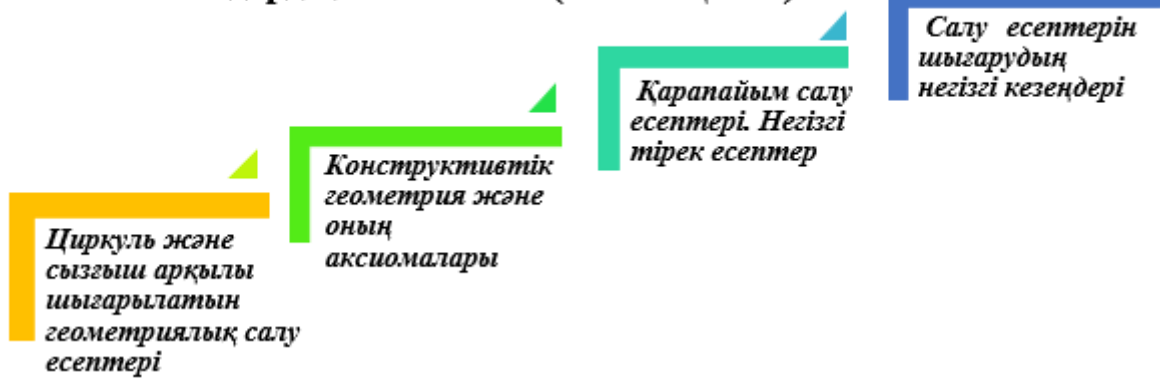 Циркуль және
сызғыш арқылы
шығарылатын
геометриялық салу
есептері
Конструктивтік
геометрия және
оның
аксиомалары
Қарапайым салу
есептері. Негізгі
тірек есептер
Салу есептерін
шығарудың
негізгі кезеңдері